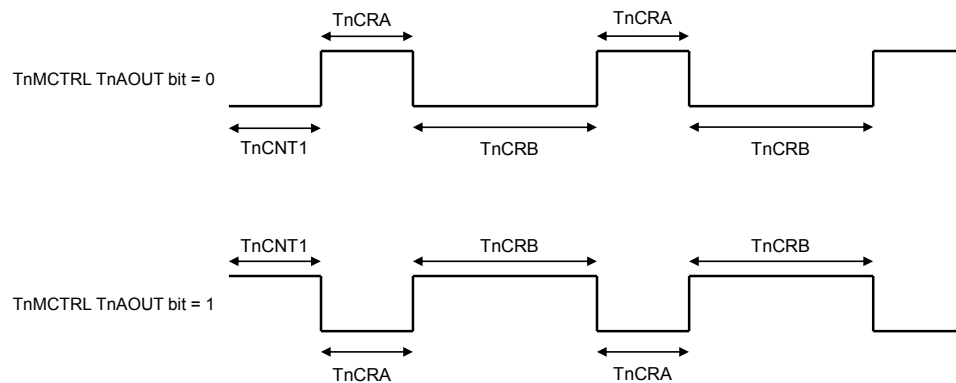 TnCRA
TnCRA
TnMCTRL TnAOUT bit = 0
TnCNT1
TnCRB
TnCRB
TnCNT1
TnCRB
TnCRB
TnMCTRL TnAOUT bit = 1
TnCRA
TnCRA